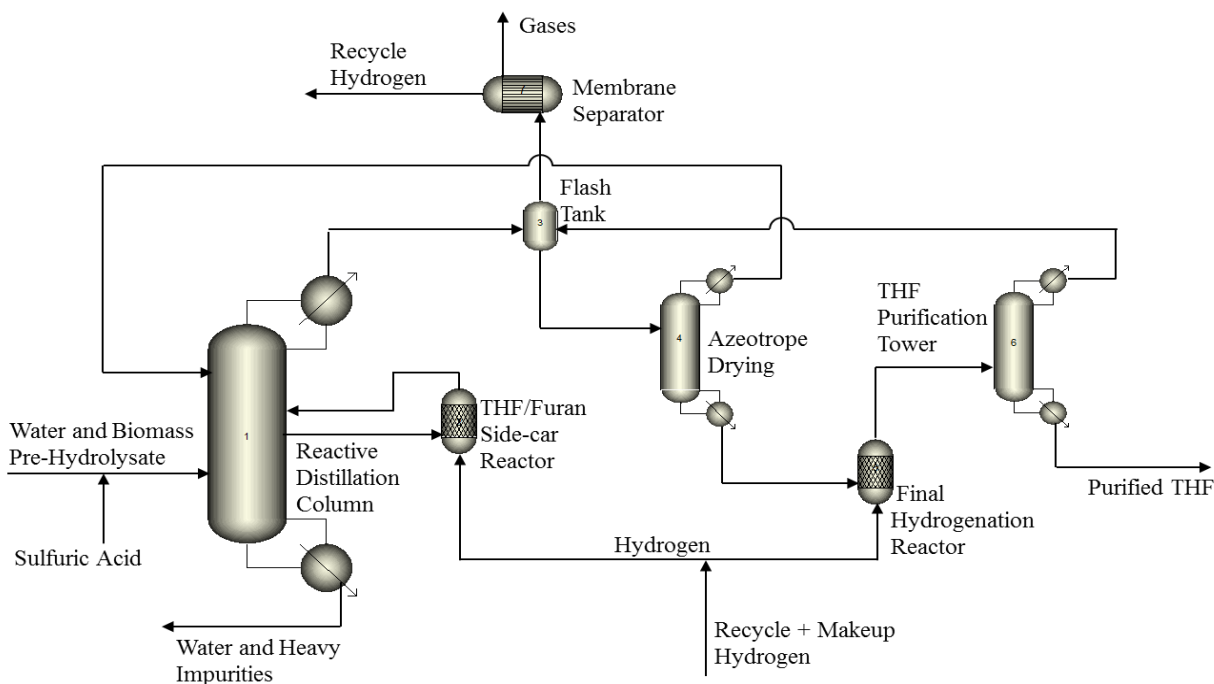 Gases
Recycle
Hydrogen
Membrane
Separator
Flash
Tank
3
THF
Purification
Tower
4
6
Azeotrope
Drying
THF/Furan
Side-car
Reactor
Water and Biomass
Pre-Hydrolysate
1
Reactive
Distillation
Column
Purified THF
Final
Hydrogenation
Reactor
Sulfuric Acid
Hydrogen
Water and Heavy
Impurities
Recycle + Makeup
Hydrogen